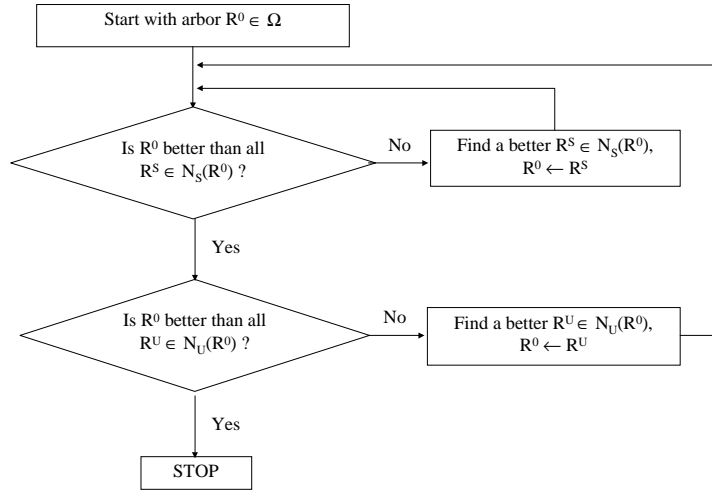 Start with arbor R⁰ ∈ Ω
Is R⁰ better than all
Rˢ ∈ N_S(R⁰) ?
No
Find a better Rˢ ∈ N_S(R⁰),
R⁰ ← Rˢ
Yes
Is R⁰ better than all
Rᵁ ∈ N_U(R⁰) ?
No
Find a better Rᵁ ∈ N_U(R⁰),
R⁰ ← Rᵁ
Yes
STOP